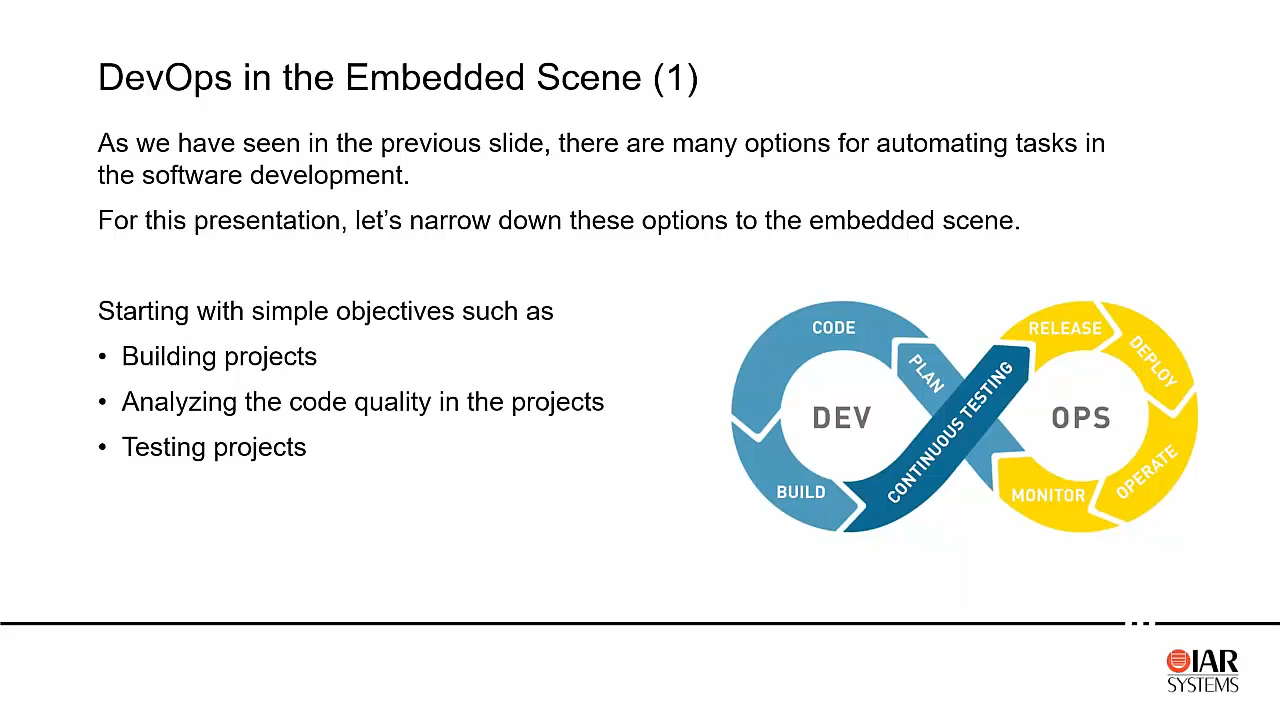 DevOps in the Embedded Scene (1)
As we have seen in the previous slide, there are many options for automating tasks in
the software development.
For this presentation, let’s narrow down these options to the embedded scene.
Starting with simple objectives such as
• Building projects
• Analyzing the code quality in the projects
• Testing projects
CODE
PLAN
DEV
BUILD
CONTINUOUS TESTING
RELEASE
DEPLOY
OPS
OPERATE
MONITOR
IAR
SYSTEMS